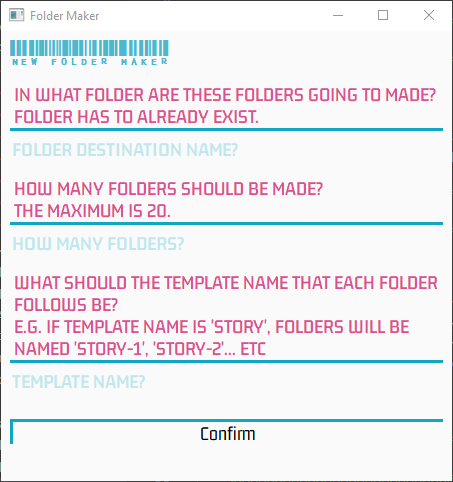 Folder Maker
NEW FOLDER MAKER
IN WHAT FOLDER ARE THESE FOLDERS GOING TO MADE?
FOLDER HAS TO ALREADY EXIST.
FOLDER DESTINATION NAME?
HOW MANY FOLDERS SHOULD BE MADE?
THE MAXIMUM IS 20.
HOW MANY FOLDERS?
WHAT SHOULD THE TEMPLATE NAME THAT EACH FOLDER
FOLLOWS BE?
E.G. IF TEMPLATE NAME IS 'STORY', FOLDERS WILL BE
NAMED 'STORY-1', 'STORY-2'... ETC
TEMPLATE NAME?
Confirm